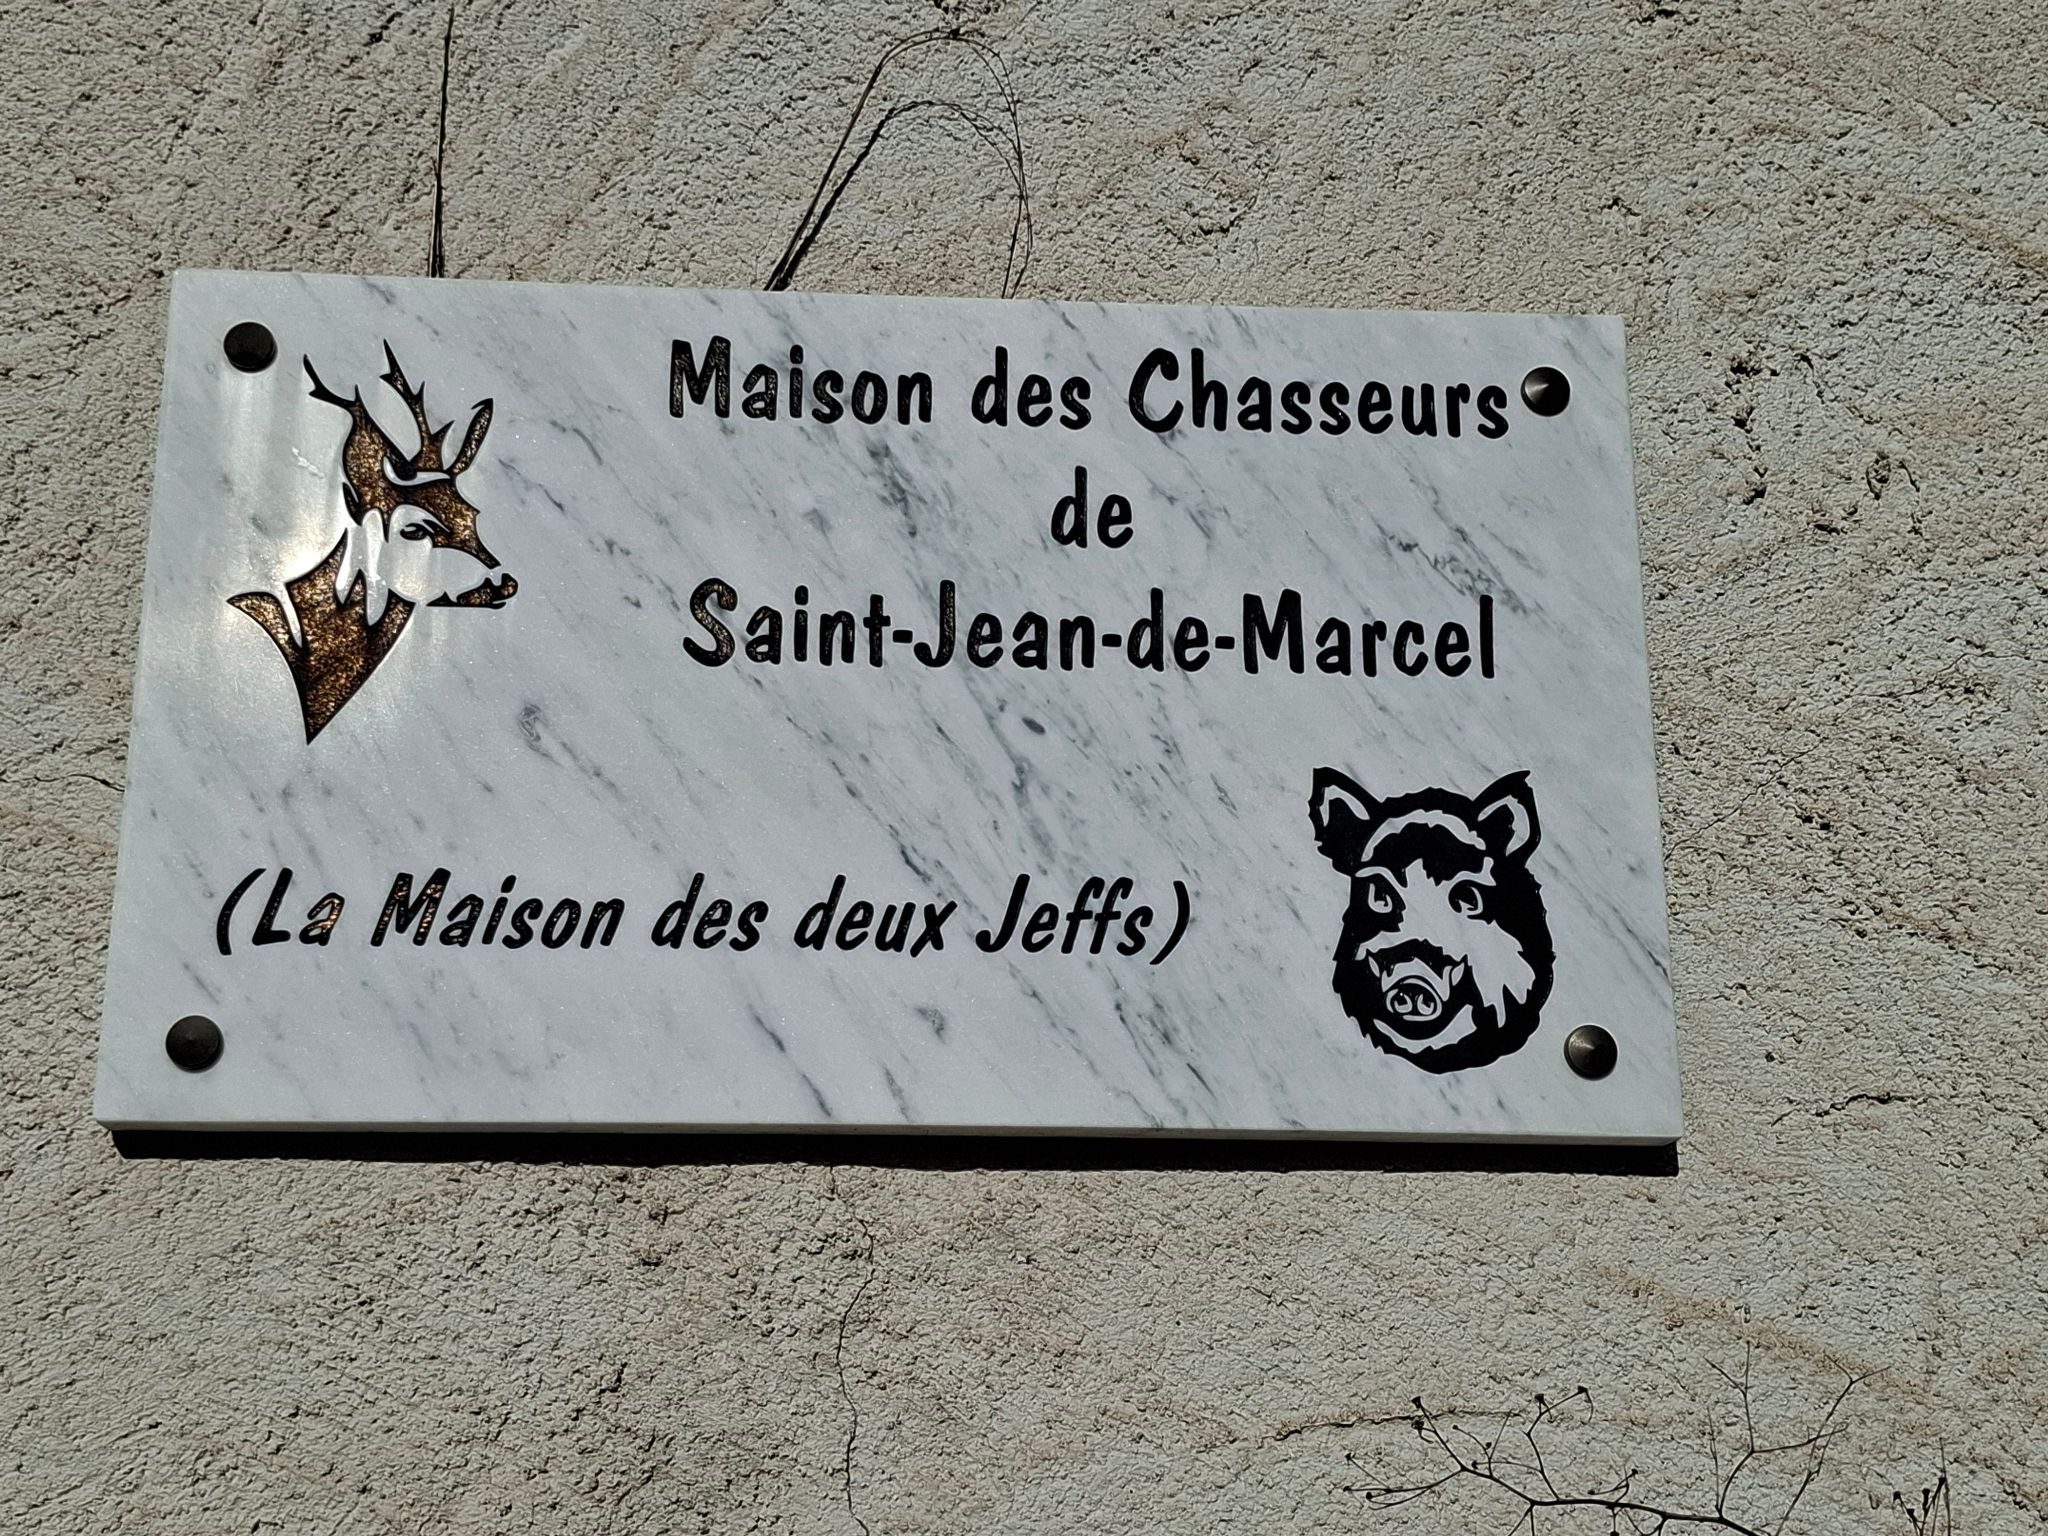 Maison des Chasseurs
de
Saint-Jean-de-Marcel
(La Maison des deux Jeffs)